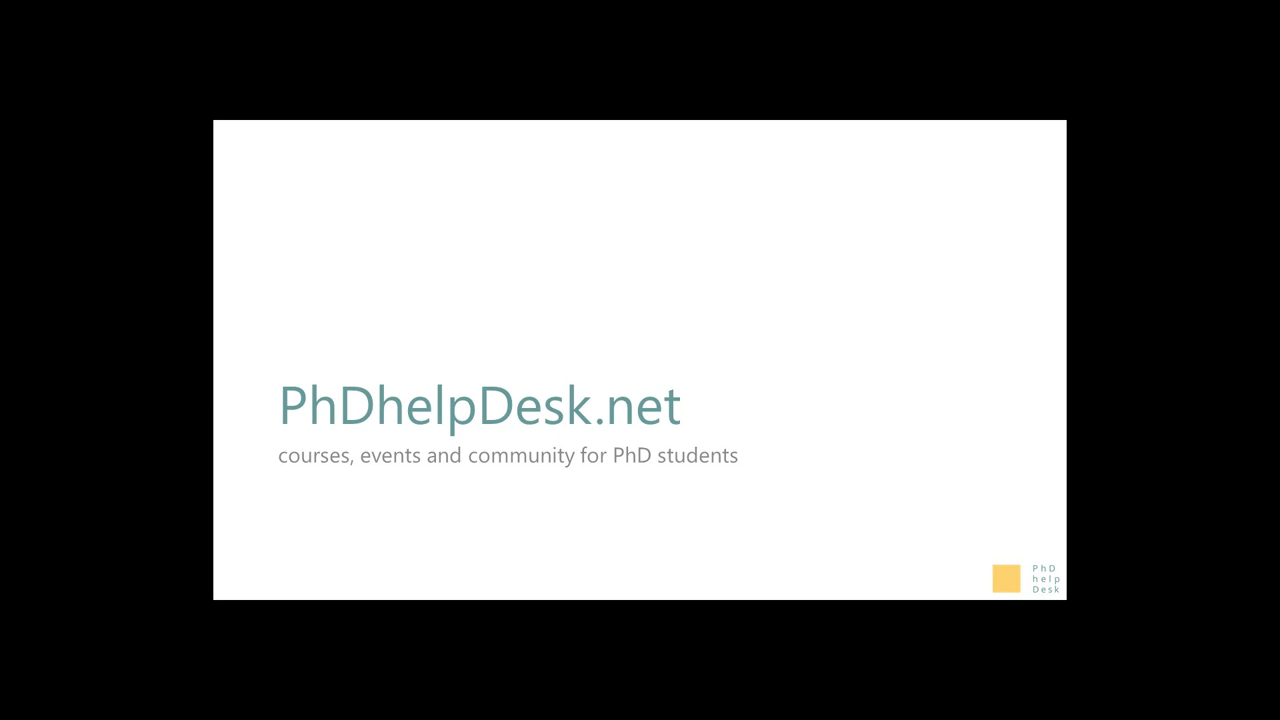 PhDhelpDesk.net
courses, events and community for PhD students
PhD
help
Desk